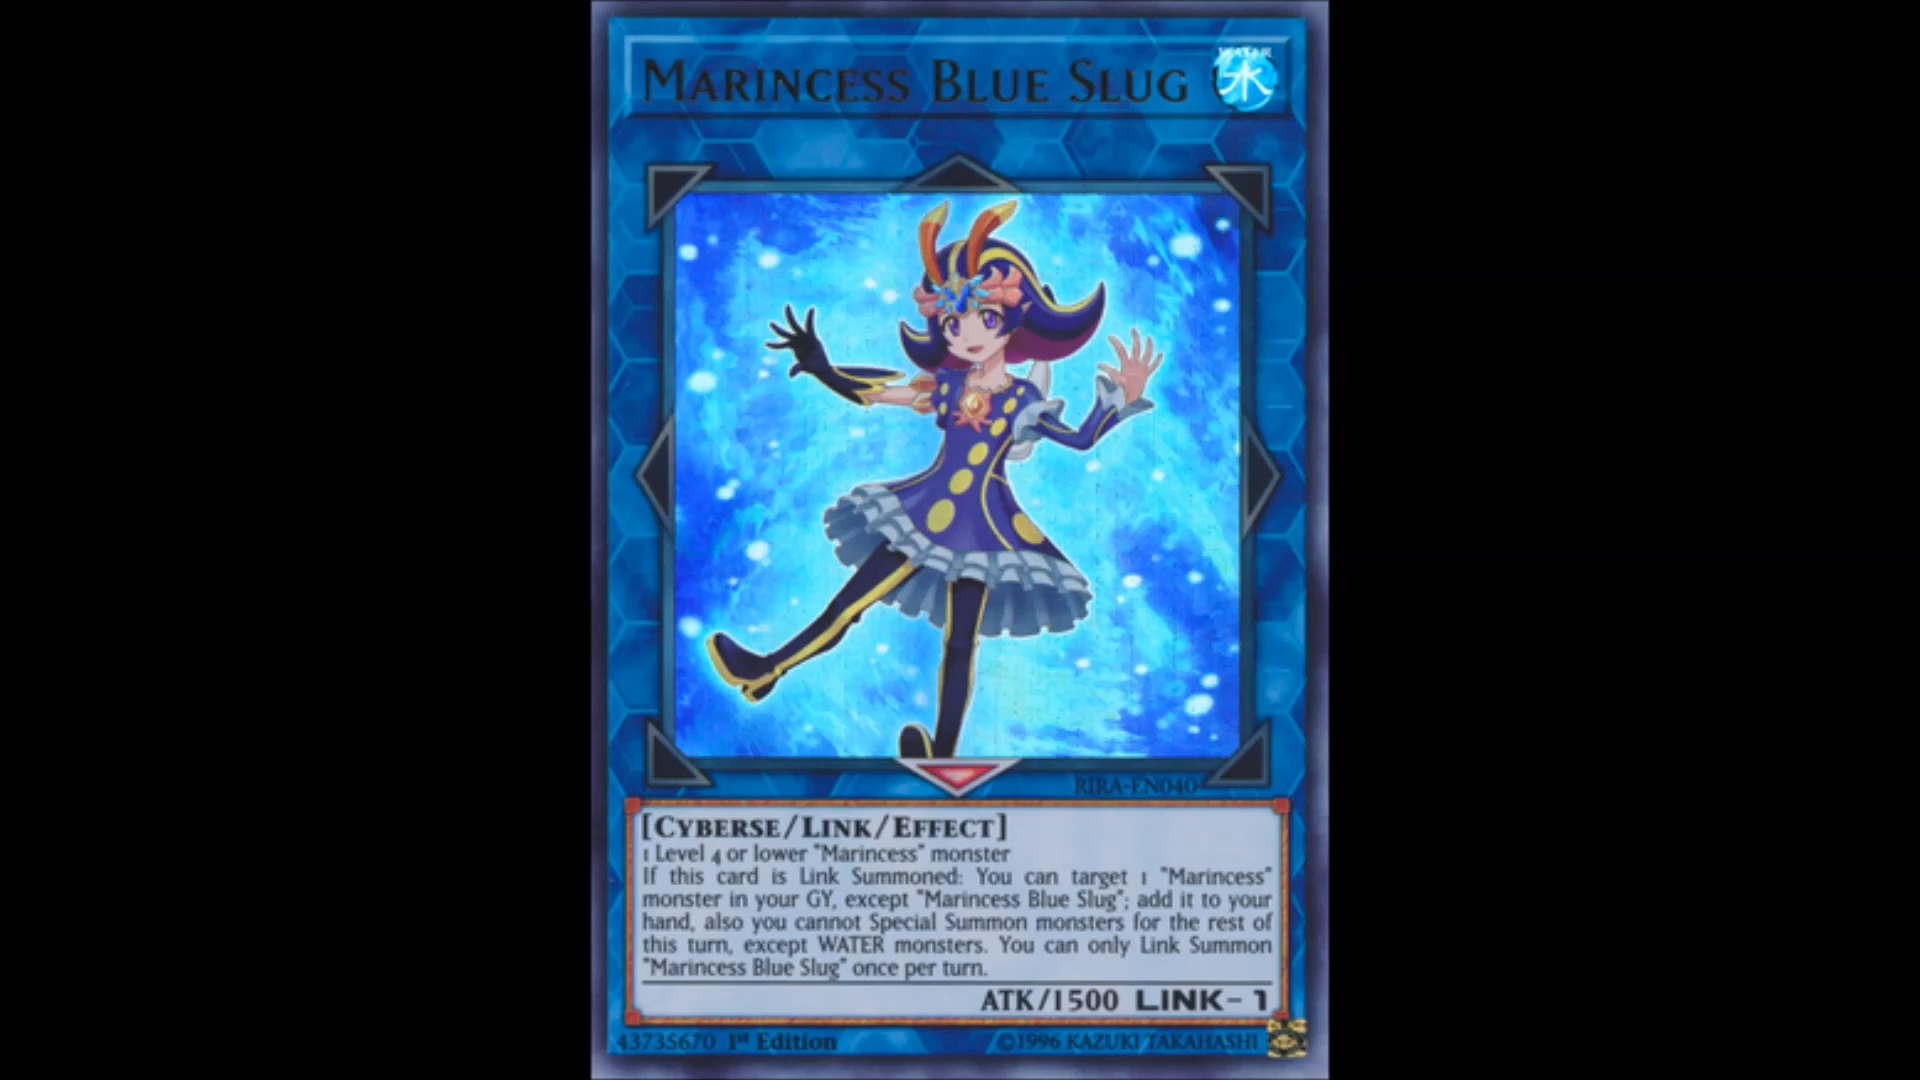 MARINCESS BLUE SLUG
WATER
水
RIRA-EN040
[CYBERSE/LINK/EFFECT]
1 Level 4 or lower "Marincess" monster
If this card is Link Summoned: You can target 1 "Marincess"
monster in your GY, except "Marincess Blue Slug"; add it to your
hand, also you cannot Special Summon monsters for the rest of
this turn, except WATER monsters. You can only Link Summon
"Marincess Blue Slug" once per turn.
ATK/1500 LINK-1
43735670 1st Edition ©1996 KAZUKI TAKAHASHI